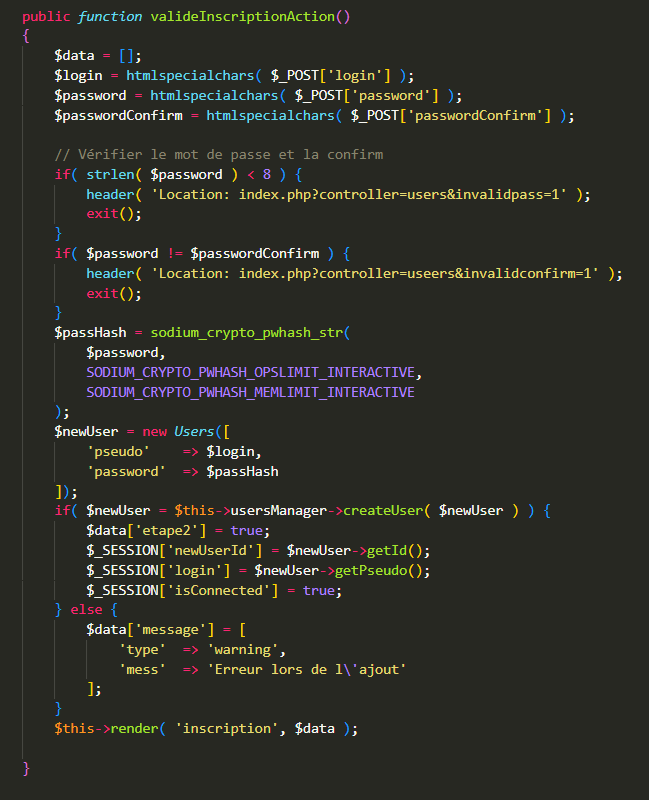 public function valideInscriptionAction()
{
    $data = [];
    $login = htmlspecialchars( $_POST['login'] );
    $password = htmlspecialchars( $_POST['password'] );
    $passwordConfirm = htmlspecialchars( $_POST['passwordConfirm'] );

    // Vérifier le mot de passe et la confirm
    if( strlen( $password ) < 8 ) {
        header( 'Location: index.php?controller=users&invalidpass=1' );
        exit();
    }
    if( $password != $passwordConfirm ) {
        header( 'Location: index.php?controller=useers&invalidconfirm=1' );
        exit();
    }
    $passHash = sodium_crypto_pwhash_str(
        $password,
        SODIUM_CRYPTO_PWHASH_OPSLIMIT_INTERACTIVE,
        SODIUM_CRYPTO_PWHASH_MEMLIMIT_INTERACTIVE
    );
    $newUser = new Users([
        'pseudo'    => $login,
        'password'  => $passHash
    ]);
    if( $newUser = $this->usersManager->createUser( $newUser ) ) {
        $data['etape2'] = true;
        $_SESSION['newUserId'] = $newUser->getId();
        $_SESSION['login'] = $newUser->getPseudo();
        $_SESSION['isConnected'] = true;
    } else {
        $data['message'] = [
            'type'  => 'warning',
            'mess'  => 'Erreur lors de l\'ajout'
        ];
    }
    $this->render( 'inscription', $data );

}